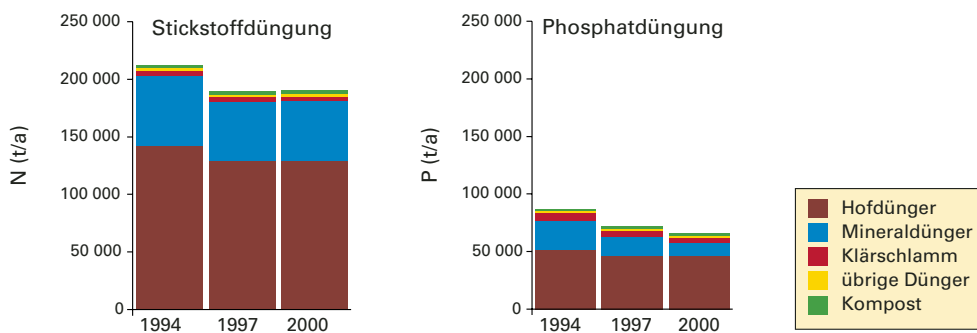 Stickstoffdüngung
N (t/a)
250 000
200 000
150 000
100 000
50 000
0
1994
1997
2000
Phosphatdüngung
P (t/a)
250 000
200 000
150 000
100 000
50 000
0
1994
1997
2000
Hofdünger
Mineraldünger
Klärschlamm
übrige Dünger
Kompost